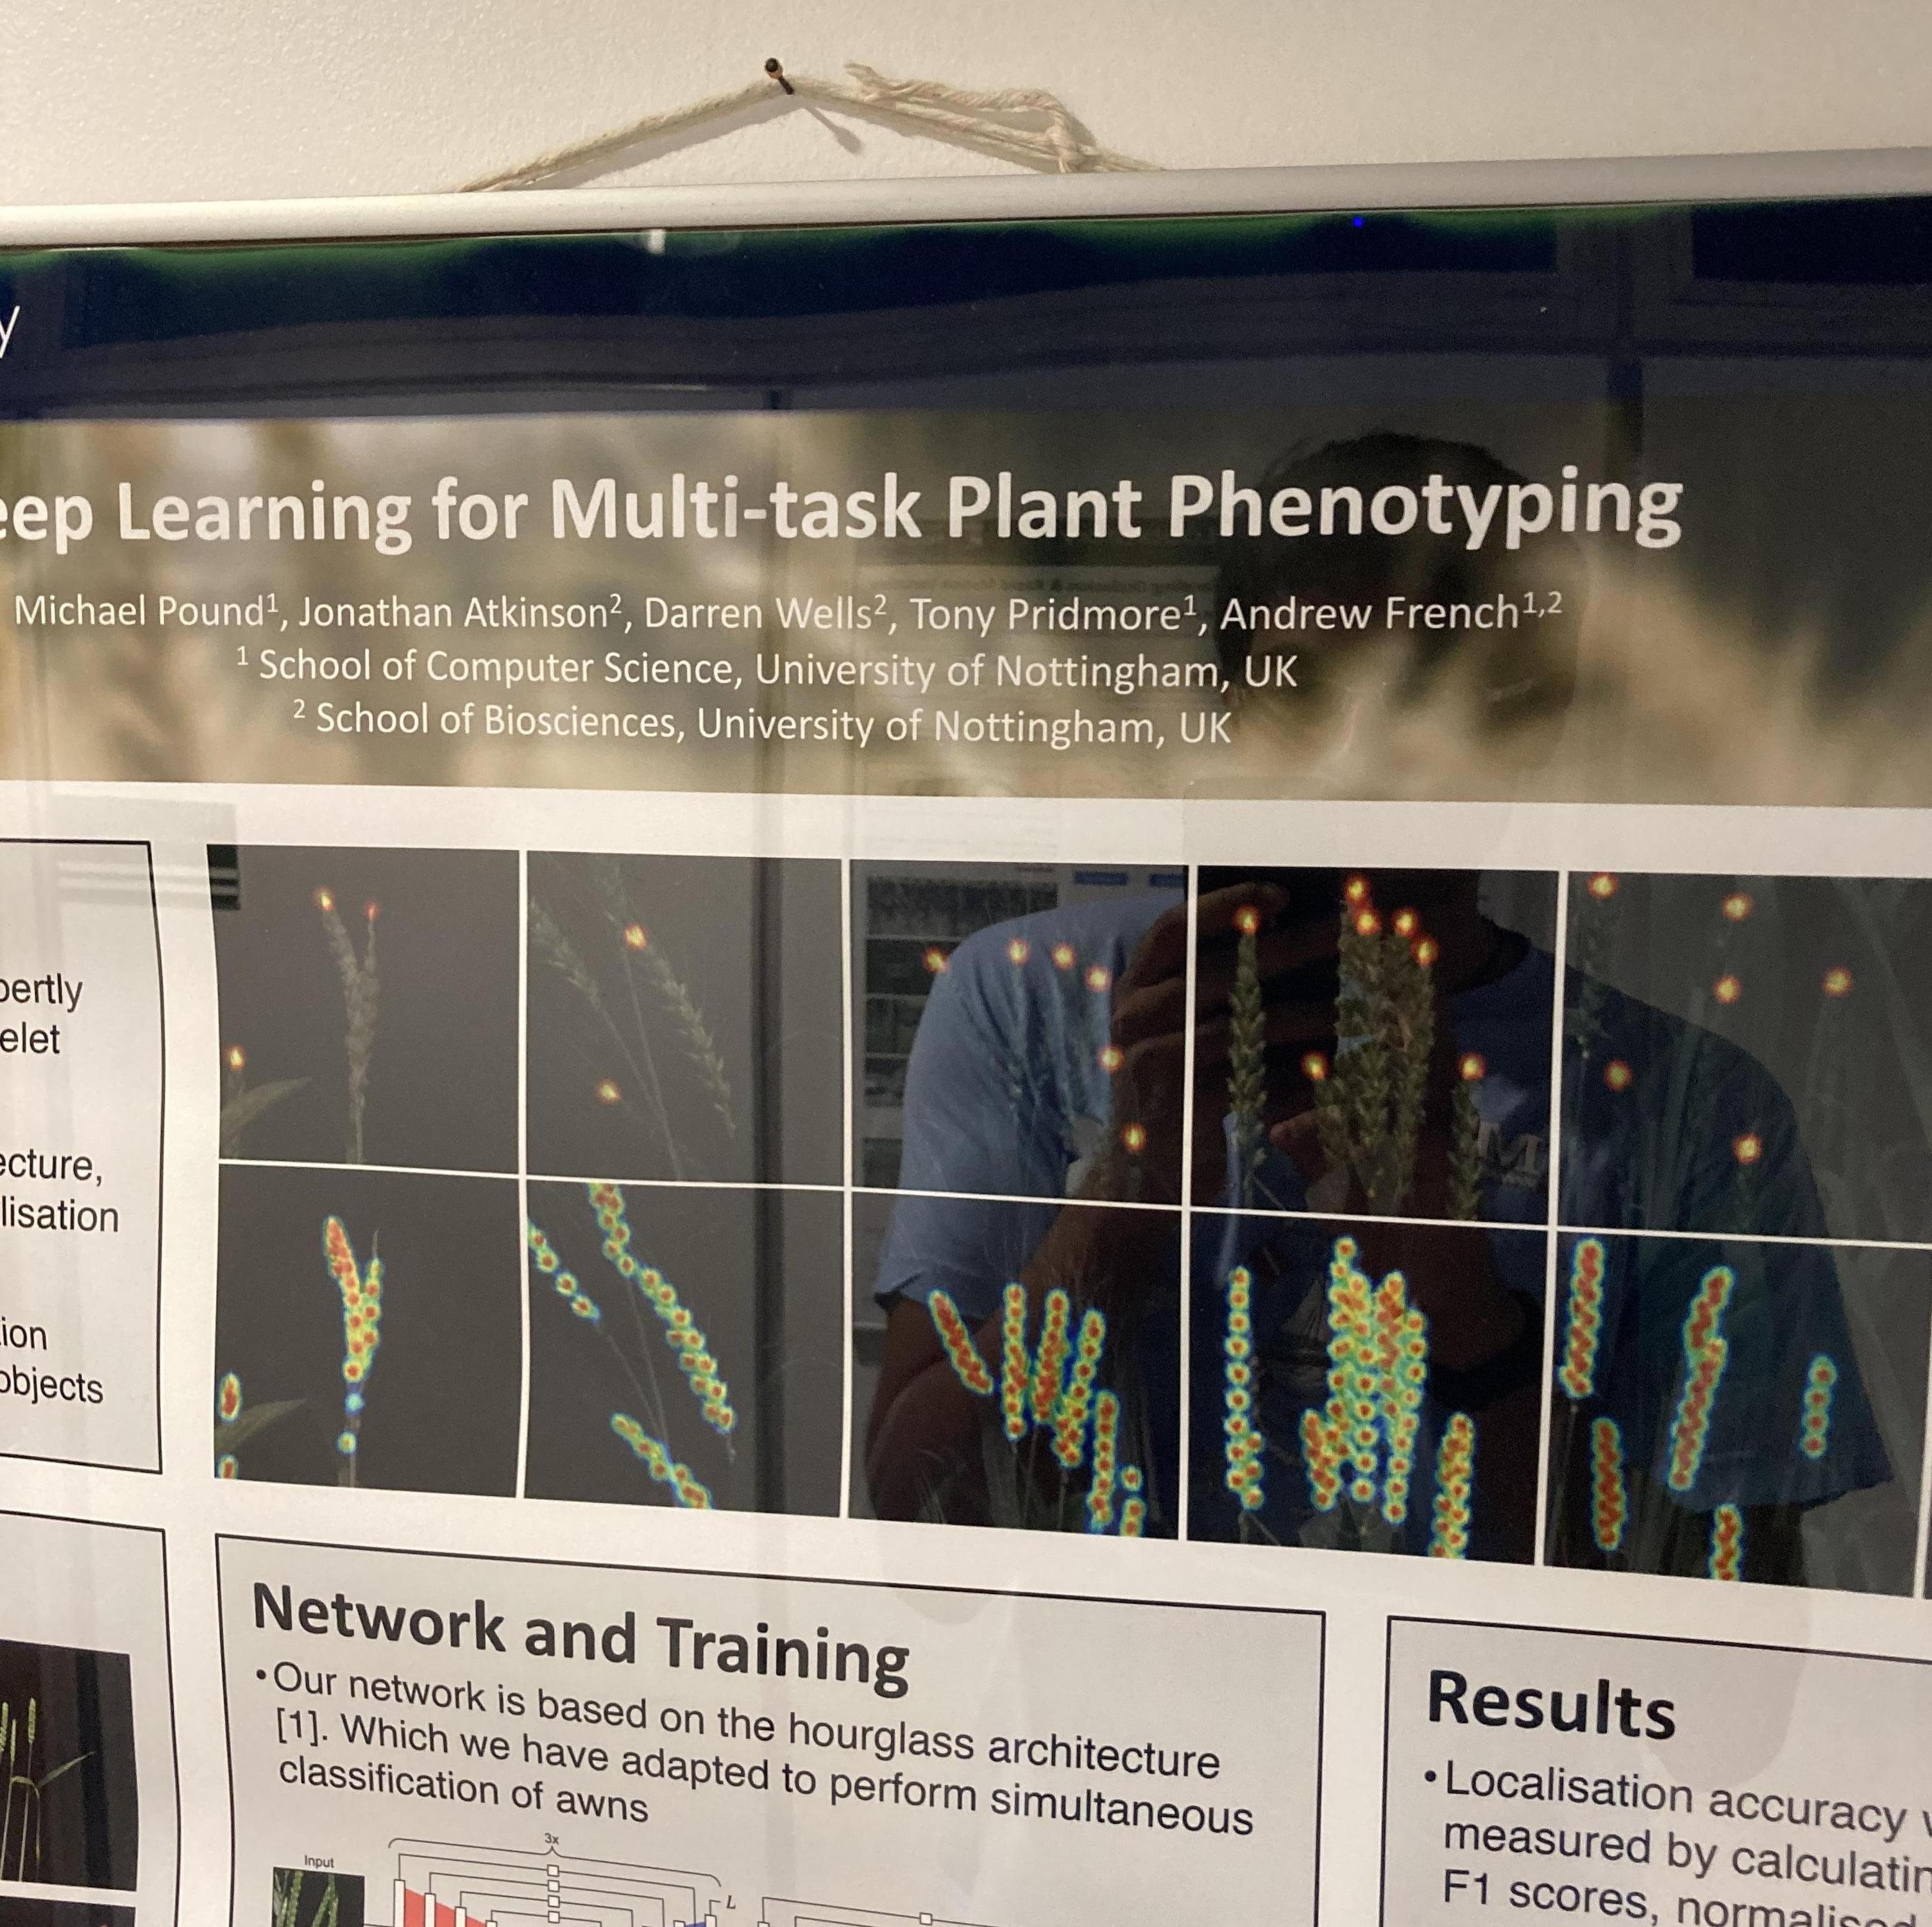 y
eep Learning for Multi-task Plant Phenotyping
Michael Pound¹, Jonathan Atkinson², Darren Wells², Tony Pridmore¹, Andrew French¹,²
¹ School of Computer Science, University of Nottingham, UK
² School of Biosciences, University of Nottingham, UK
pertly
elet
ecture,
lisation
ion
objects
M
Network and Training
•Our network is based on the hourglass architecture
[1]. Which we have adapted to perform simultaneous
classification of awns
3x
Input
L
Results
•Localisation accuracy
measured by calculatin
F1 scores, normalised